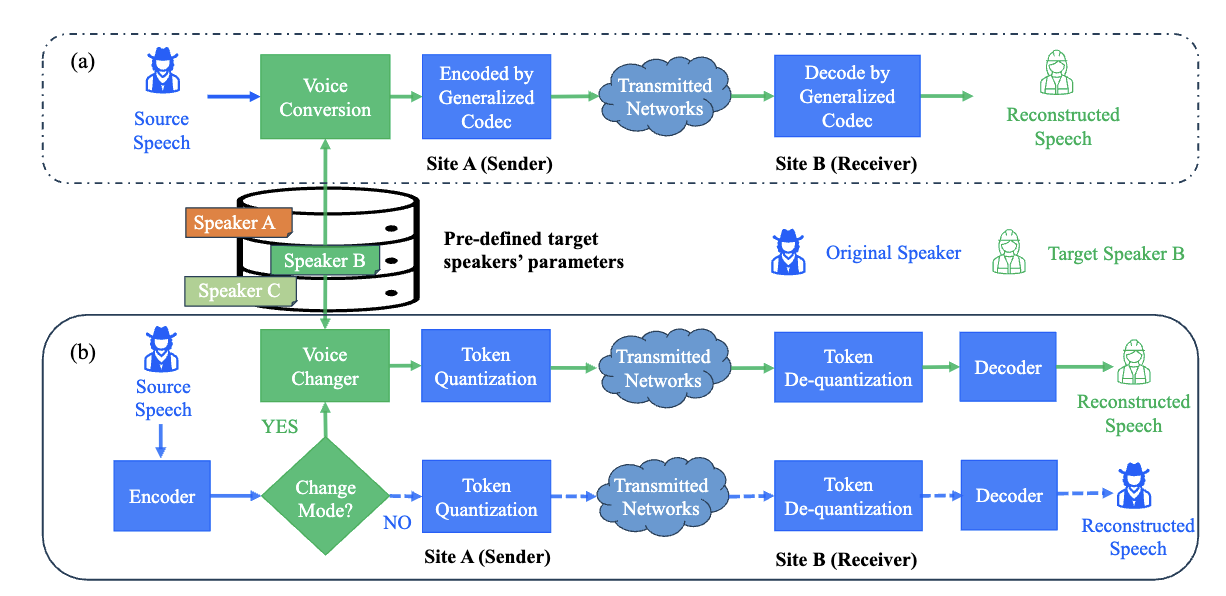 (a)
Source
Speech
Voice
Conversion
Encoded by
Generalized
Codec
Transmitted
Networks
Decode by
Generalized
Codec
Reconstructed
Speech
Site A (Sender)
Site B (Receiver)
Speaker A
Speaker B
Speaker C
Pre-defined target
speakers’ parameters
Original Speaker
Target Speaker B
(b)
Source
Speech
Voice
Changer
Token
Quantization
Transmitted
Networks
Token
De-quantization
Decoder
Reconstructed
Speech
YES
Encoder
Change
Mode?
NO
Token
Quantization
Transmitted
Networks
Token
De-quantization
Decoder
Reconstructed
Speech
Site A (Sender)
Site B (Receiver)